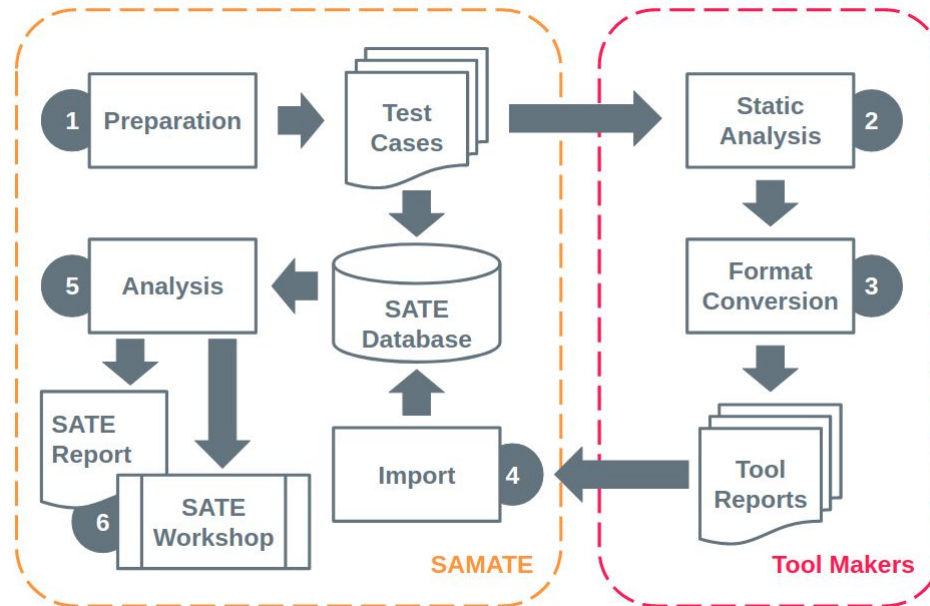 1
Preparation
Test
Cases
Static
Analysis
2
5
Analysis
SATE
Database
Format
Conversion
3
SATE
Report
6
SATE
Workshop
Import
4
Tool
Reports
SAMATE
Tool Makers